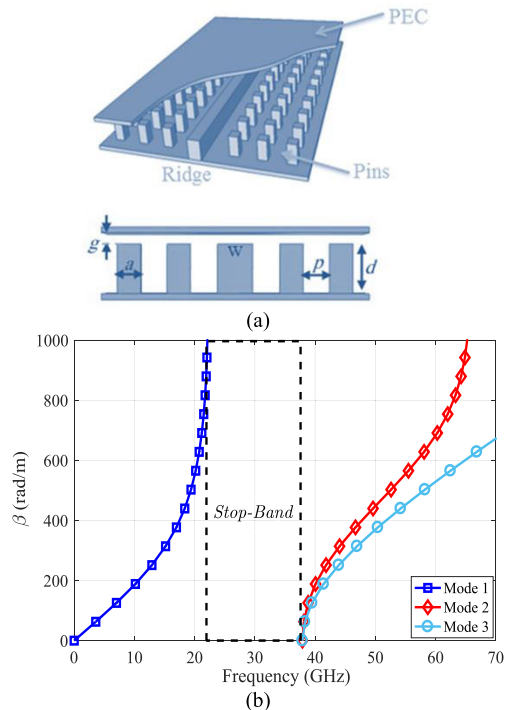 PEC
Ridge
Pins
g
a
W
p
d
(a)
1000
800
600
400
200
0
β (rad/m)
Stop-Band
Mode 1
Mode 2
Mode 3
0 10 20 30 40 50 60 70
Frequency (GHz)
(b)